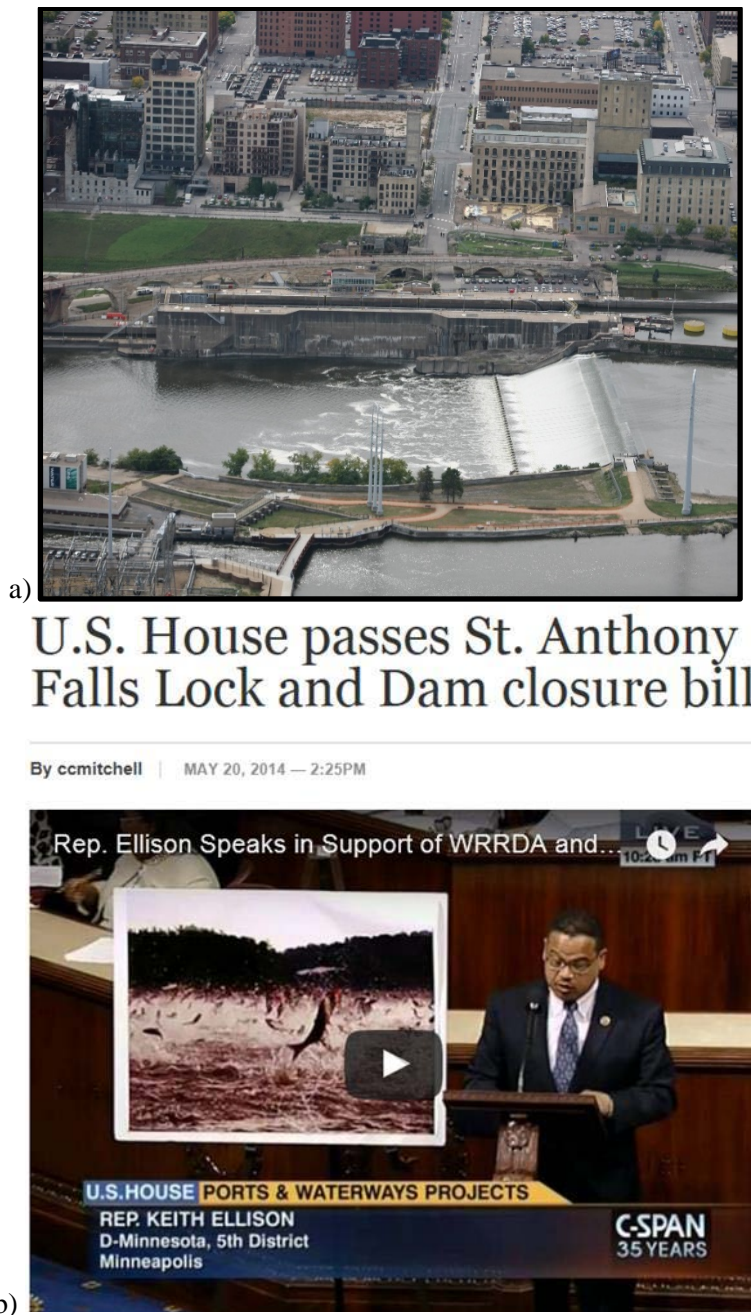 a)
U.S. House passes St. Anthony
Falls Lock and Dam closure bill
By ccmitchell | MAY 20, 2014 — 2:25PM
Rep. Ellison Speaks in Support of WRRDA and...
LIVE
U.S. HOUSE PORTS & WATERWAYS PROJECTS
REP. KEITH ELLISON
D-Minnesota, 5th District
Minneapolis
C-SPAN
35 YEARS
b)